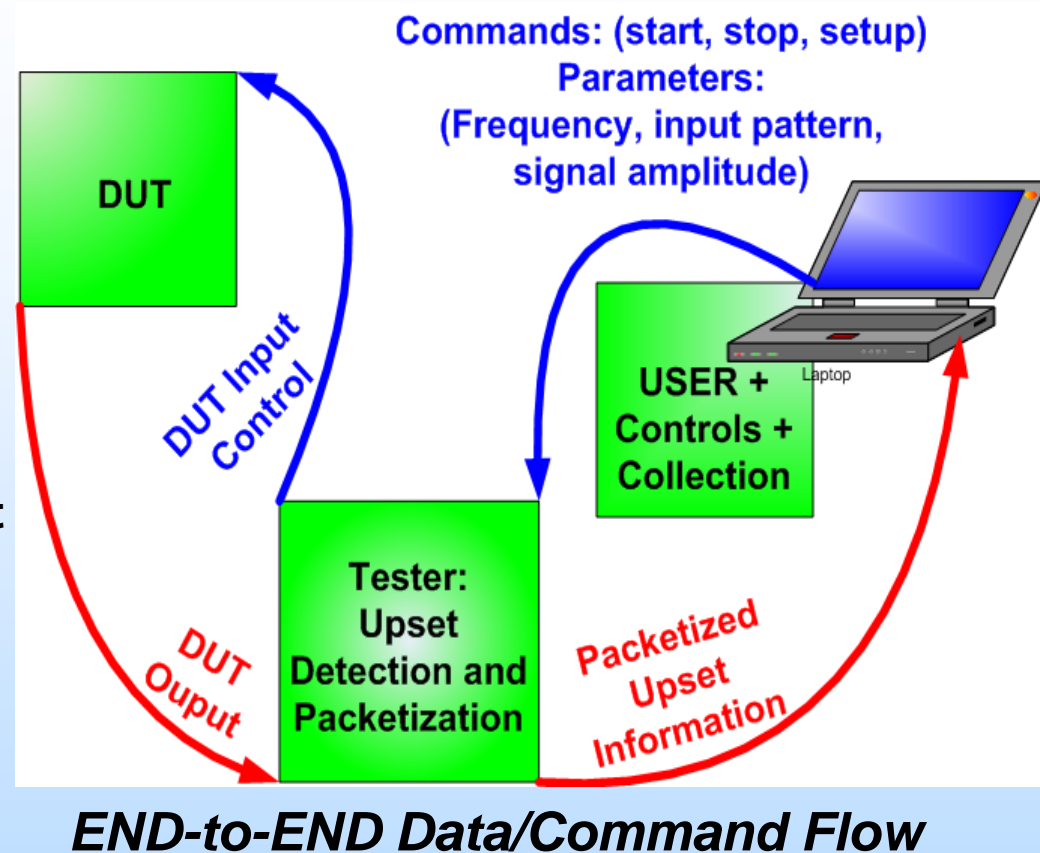 Commands: (start, stop, setup)
Parameters:
(Frequency, input pattern,
signal amplitude)
DUT
DUT Input
Control
Laptop
USER +
Controls +
Collection
t
Tester:
Upset
Detection and
Packetization
DUT
Ouput
Packetized
Upset
Information
END-to-END Data/Command Flow